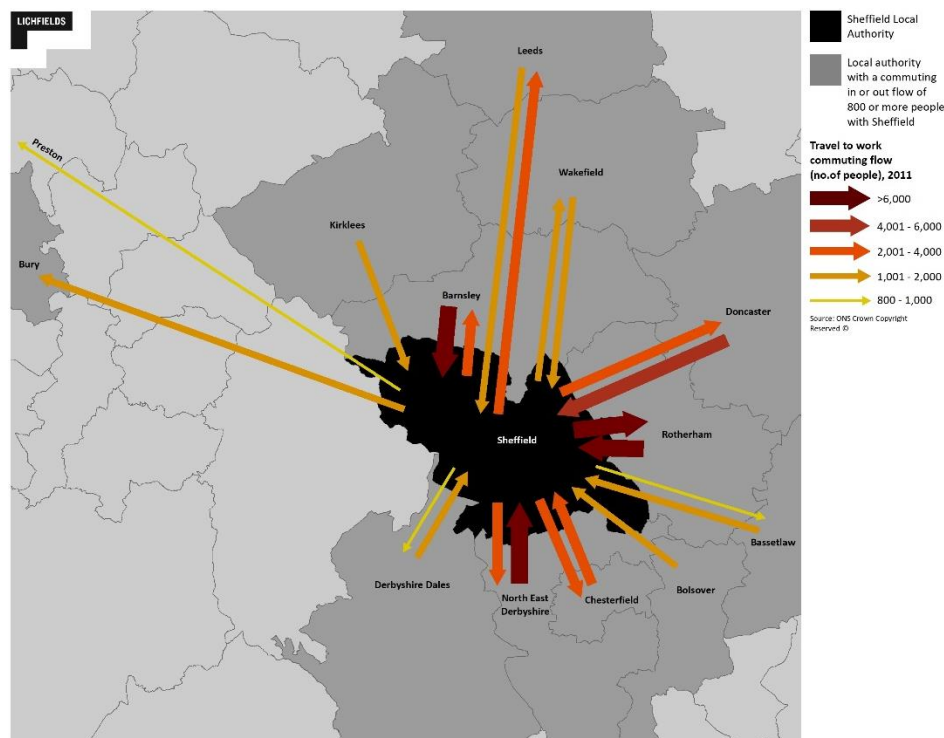 LICHFIELDS
Leeds
Preston
Wakefield
Kirklees
Bury
Barnsley
Doncaster
Sheffield
Rotherham
Bassetlaw
Derbyshire Dales
North East
Derbyshire
Chesterfield
Bolsover
Sheffield Local
Authority
Local authority
with a commuting
in or out flow of
800 or more people
with Sheffield
Travel to work
commuting flow
(no.of people), 2011
>6,000
4,001 - 6,000
2,001 - 4,000
1,001 - 2,000
800 - 1,000
Source: ONS Crown Copyright
Reserved ©